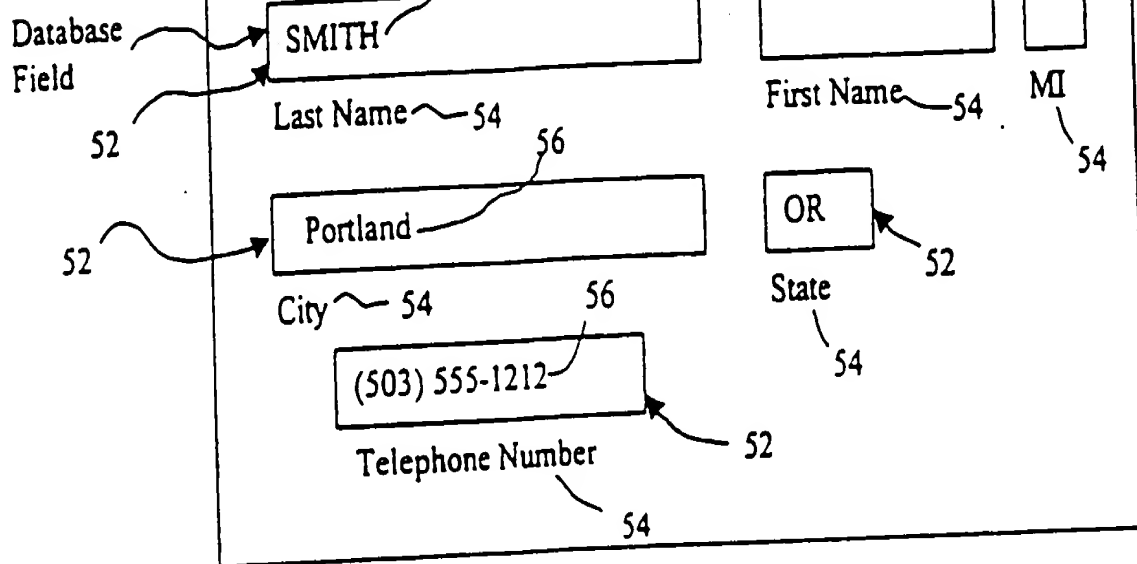 Database
Field
SMITH
52
Last Name 54
First Name 54
MI
54
56
Portland
OR
52
52
City 54
56
State
54
(503) 555-1212
52
Telephone Number
54